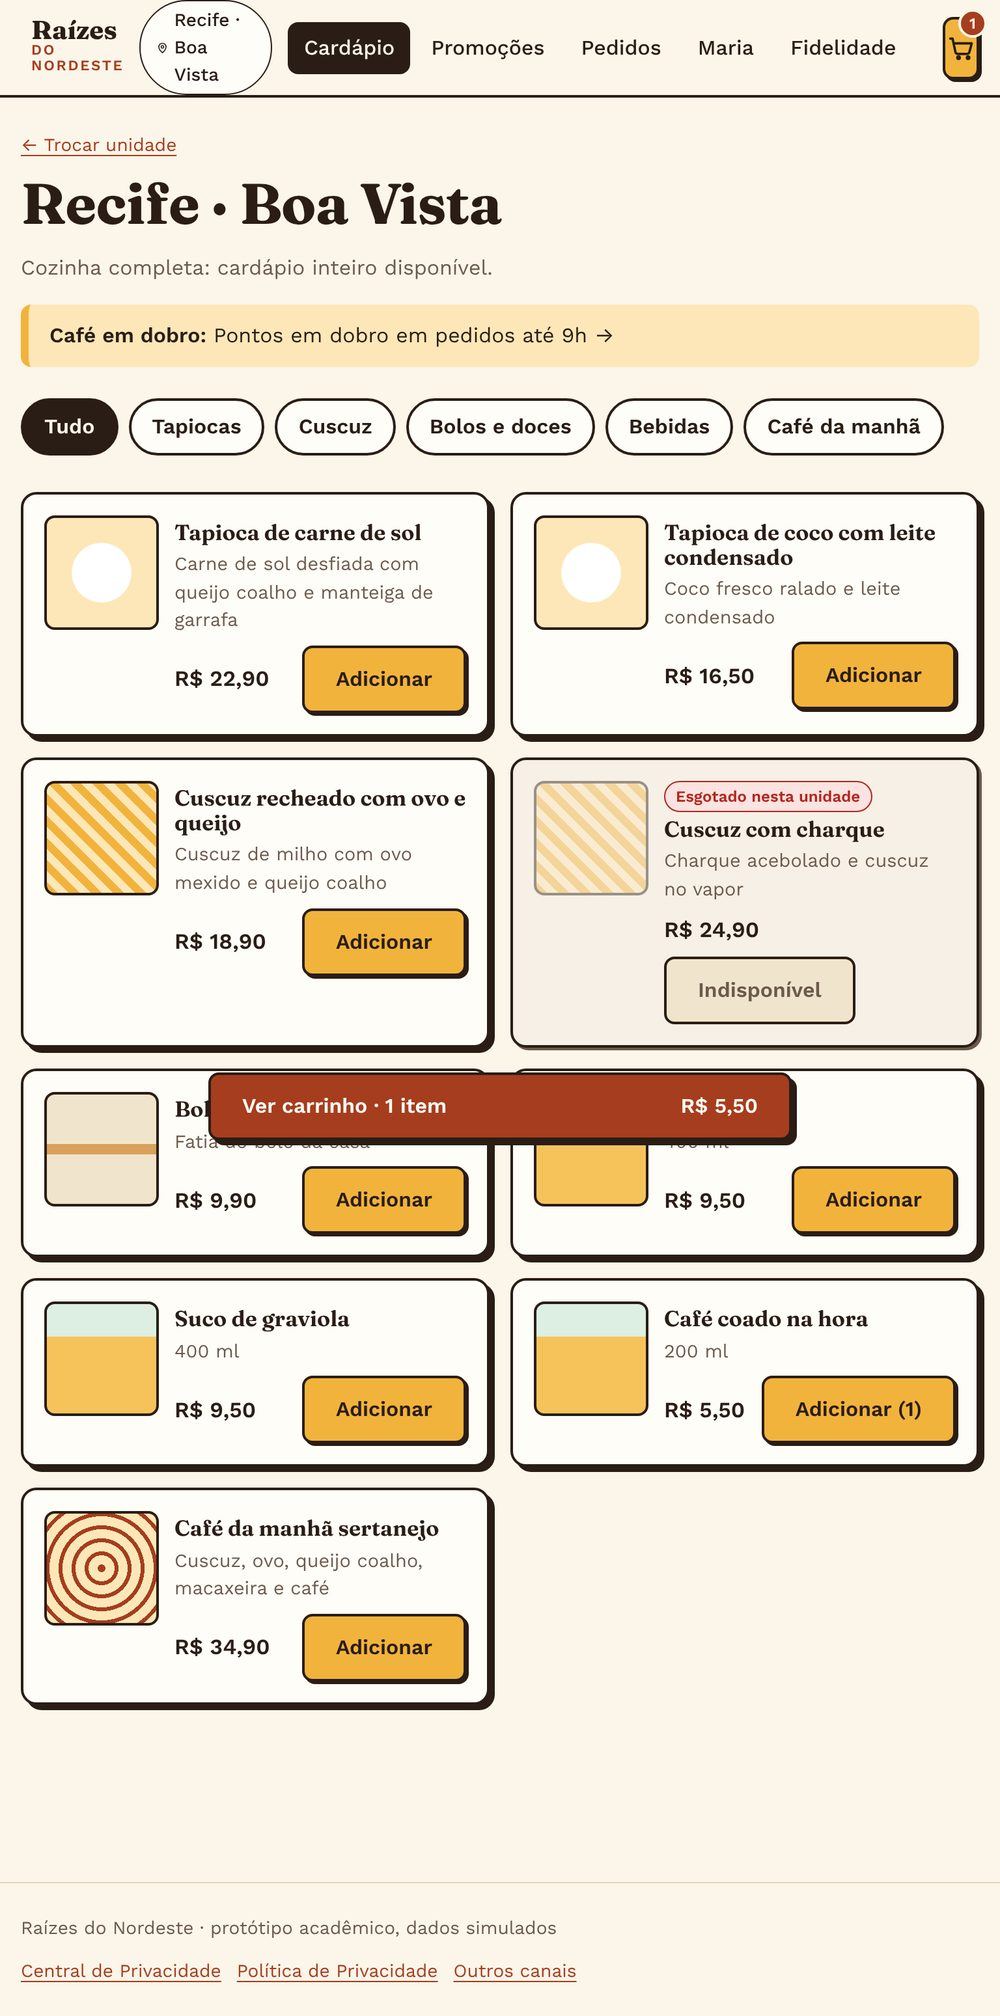 Raízes
DO
NORDESTE
Recife ·
Boa
Vista
Cardápio
Promoções
Pedidos
Maria
Fidelidade
1
← Trocar unidade
Recife · Boa Vista
Cozinha completa: cardápio inteiro disponível.
Café em dobro: Pontos em dobro em pedidos até 9h →
Tudo
Tapiocas
Cuscuz
Bolos e doces
Bebidas
Café da manhã
Tapioca de carne de sol
Carne de sol desfiada com
queijo coalho e manteiga de
garrafa
R$ 22,90
Adicionar
Tapioca de coco com leite
condensado
Coco fresco ralado e leite
condensado
R$ 16,50
Adicionar
Cuscuz recheado com ovo e
queijo
Cuscuz de milho com ovo
mexido e queijo coalho
R$ 18,90
Adicionar
Esgotado nesta unidade
Cuscuz com charque
Charque acebolado e cuscuz
no vapor
R$ 24,90
Indisponível
Ver carrinho · 1 item
R$ 5,50
Fatia de bolo da casa
R$ 9,90
Adicionar
R$ 9,50
Adicionar
Suco de graviola
400 ml
R$ 9,50
Adicionar
Café coado na hora
200 ml
R$ 5,50
Adicionar (1)
Café da manhã sertanejo
Cuscuz, ovo, queijo coalho,
macaxeira e café
R$ 34,90
Adicionar
Raízes do Nordeste · protótipo acadêmico, dados simulados
Central de Privacidade
Política de Privacidade
Outros canais